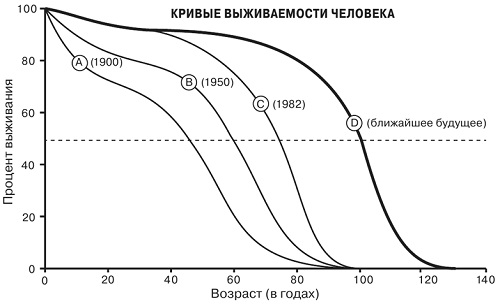 КРИВЫЕ ВЫЖИВАЕМОСТИ ЧЕЛОВЕКА
Процент выживания
100
80
60
40
20
0
A (1900)
B (1950)
C (1982)
D (ближайшее будущее)
0 20 40 60 80 100 120 140
Возраст (в годах)